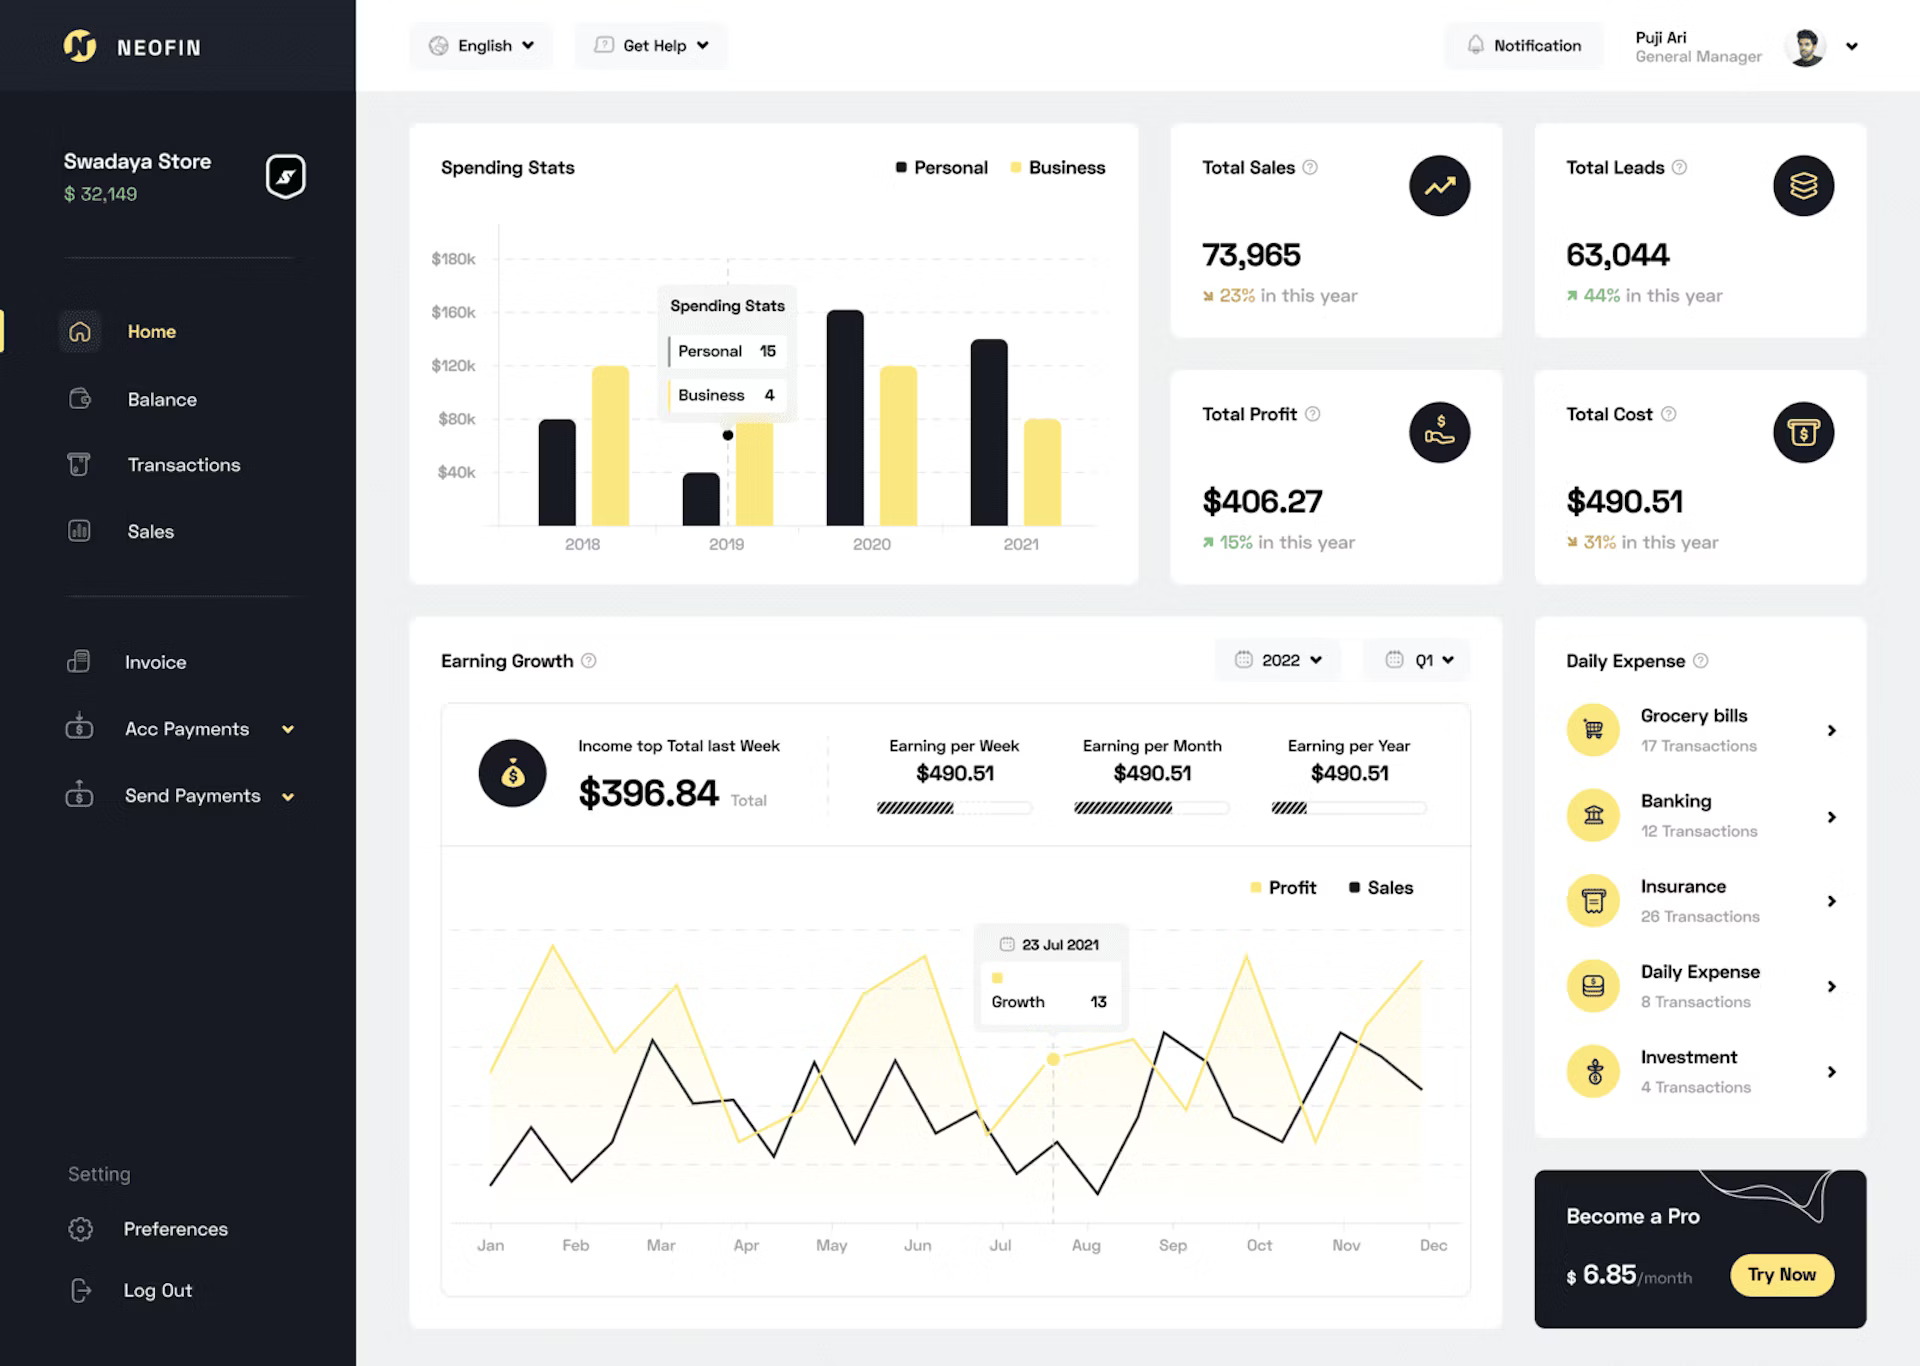 NEOFIN
English
Get Help
Notification
Puji Ari
General Manager
Swadaya Store
$ 32,149
Home
Balance
Transactions
Sales
Invoice
Acc Payments
Send Payments
Setting
Preferences
Log Out
Spending Stats
Personal
Business
$180k
$160k
$120k
$80k
$40k
Spending Stats
Personal 15
Business 4
2018 2019 2020 2021
Total Sales
73,965
23% in this year
Total Leads
63,044
44% in this year
Total Profit
$406.27
15% in this year
Total Cost
$490.51
31% in this year
Earning Growth
2022
Q1
Income top Total last Week
$396.84 Total
Earning per Week
$490.51
Earning per Month
$490.51
Earning per Year
$490.51
Profit
Sales
23 Jul 2021
Growth 13
Jan Feb Mar Apr May Jun Jul Aug Sep Oct Nov Dec
Daily Expense
Grocery bills
17 Transactions
Banking
12 Transactions
Insurance
26 Transactions
Daily Expense
8 Transactions
Investment
4 Transactions
Become a Pro
$ 6.85/month
Try Now